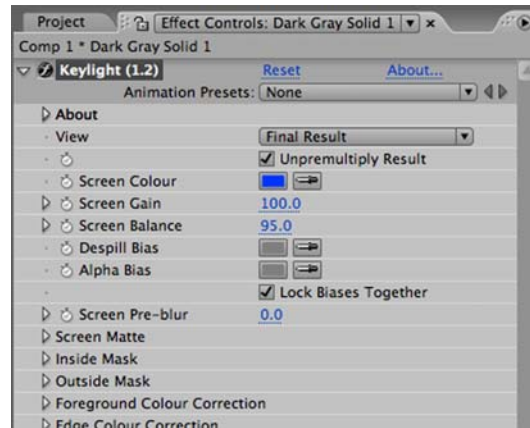 Project Effect Controls: Dark Gray Solid 1
Comp 1 * Dark Gray Solid 1
Keylight (1.2) Reset About...
Animation Presets: None
About
View Final Result
Unpremultiply Result
Screen Colour
Screen Gain 100.0
Screen Balance 95.0
Despill Bias
Alpha Bias
Lock Biases Together
Screen Pre-blur 0.0
Screen Matte
Inside Mask
Outside Mask
Foreground Colour Correction
Edge Colour Correction